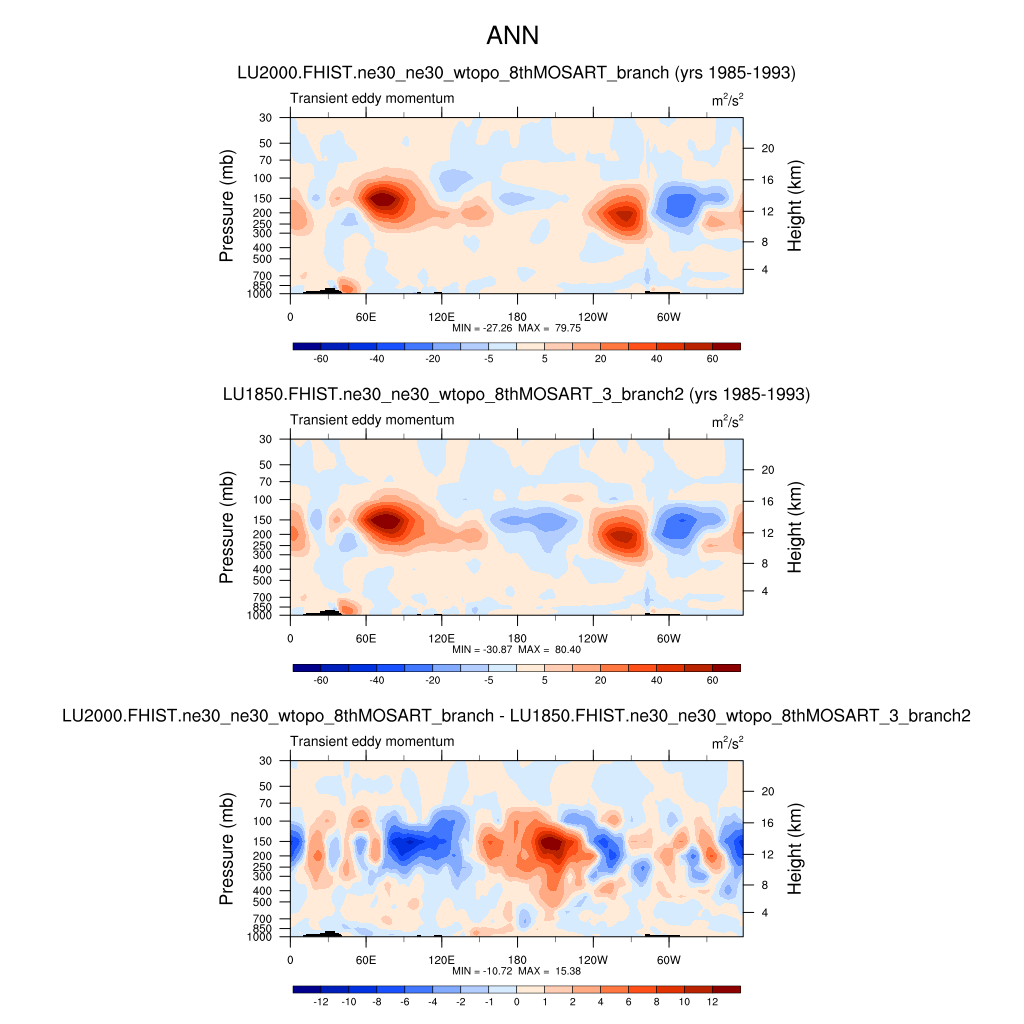 ANN
LU2000.FHIST.ne30_ne30_wtopo_8thMOSART_branch (yrs 1985-1993)
Transient eddy momentum m²/s²
30
50
70
100
150
200
250
300
400
500
700
850
1000
Pressure (mb)
20
16
12
8
4
Height (km)
0 60E 120E 180 120W 60W
MIN = -27.26 MAX = 79.75
-60 -40 -20 -5 5 20 40 60
LU1850.FHIST.ne30_ne30_wtopo_8thMOSART_3_branch2 (yrs 1985-1993)
Transient eddy momentum m²/s²
30
50
70
100
150
200
250
300
400
500
700
850
1000
Pressure (mb)
20
16
12
8
4
Height (km)
0 60E 120E 180 120W 60W
MIN = -30.87 MAX = 80.40
-60 -40 -20 -5 5 20 40 60
LU2000.FHIST.ne30_ne30_wtopo_8thMOSART_branch - LU1850.FHIST.ne30_ne30_wtopo_8thMOSART_3_branch2
Transient eddy momentum m²/s²
30
50
70
100
150
200
250
300
400
500
700
850
1000
Pressure (mb)
20
16
12
8
4
Height (km)
0 60E 120E 180 120W 60W
MIN = -10.72 MAX = 15.38
-12 -10 -8 -6 -4 -2 -1 0 1 2 4 6 8 10 12